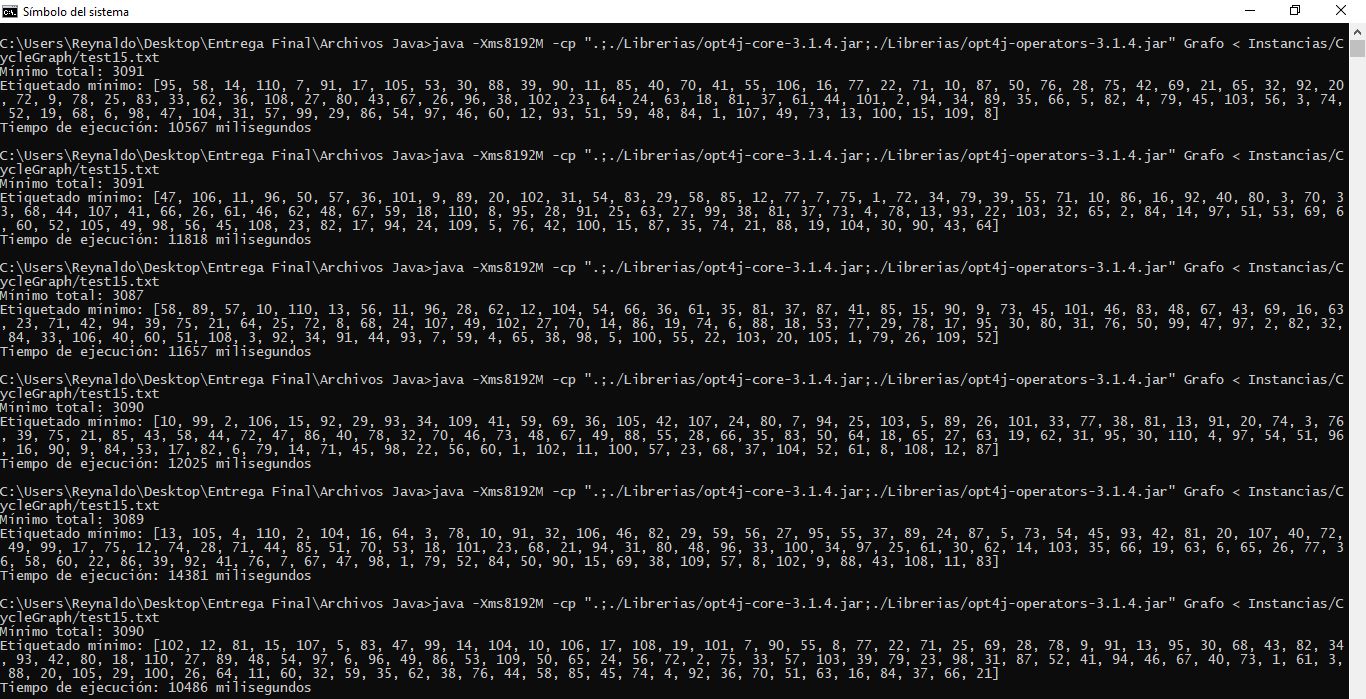 Símbolo del sistema
C:\Users\Reynaldo\Desktop\Entrega Final\Archivos Java>java -Xms8192M -cp ".;./Librerias/opt4j-core-3.1.4.jar;./Librerias/opt4j-operators-3.1.4.jar" Grafo < Instancias/C
ycleGraph/test15.txt
Mínimo total: 3091
Etiquetado mínimo: [95, 58, 14, 110, 7, 91, 17, 105, 53, 30, 88, 39, 90, 11, 85, 40, 70, 41, 55, 106, 16, 77, 22, 71, 10, 87, 50, 76, 28, 75, 42, 69, 21, 65, 32, 92, 20
, 72, 9, 78, 25, 83, 33, 62, 36, 108, 27, 80, 43, 67, 26, 96, 38, 102, 23, 64, 24, 63, 18, 81, 37, 61, 44, 101, 2, 94, 34, 89, 35, 66, 5, 82, 4, 79, 45, 103, 56, 3, 74,
 52, 19, 68, 6, 98, 47, 104, 31, 57, 99, 29, 86, 54, 97, 46, 60, 12, 93, 51, 59, 48, 84, 1, 107, 49, 73, 13, 100, 15, 109, 8]
Tiempo de ejecución: 10567 milisegundos
C:\Users\Reynaldo\Desktop\Entrega Final\Archivos Java>java -Xms8192M -cp ".;./Librerias/opt4j-core-3.1.4.jar;./Librerias/opt4j-operators-3.1.4.jar" Grafo < Instancias/C
ycleGraph/test15.txt
Mínimo total: 3091
Etiquetado mínimo: [47, 106, 11, 96, 50, 57, 36, 101, 9, 89, 20, 102, 31, 54, 83, 29, 58, 85, 12, 77, 7, 75, 1, 72, 34, 79, 39, 55, 71, 10, 86, 16, 92, 40, 80, 3, 70, 3
3, 68, 44, 107, 41, 66, 26, 61, 46, 62, 48, 67, 59, 18, 110, 8, 95, 28, 91, 25, 63, 27, 99, 38, 81, 37, 73, 4, 78, 13, 93, 22, 103, 32, 65, 2, 84, 14, 97, 51, 53, 69, 6
, 60, 52, 105, 49, 98, 56, 45, 108, 23, 82, 17, 94, 24, 109, 5, 76, 42, 100, 15, 87, 35, 74, 21, 88, 19, 104, 30, 90, 43, 64]
Tiempo de ejecución: 11818 milisegundos
C:\Users\Reynaldo\Desktop\Entrega Final\Archivos Java>java -Xms8192M -cp ".;./Librerias/opt4j-core-3.1.4.jar;./Librerias/opt4j-operators-3.1.4.jar" Grafo < Instancias/C
ycleGraph/test15.txt
Mínimo total: 3087
Etiquetado mínimo: [58, 89, 57, 10, 110, 13, 56, 11, 96, 28, 62, 12, 104, 54, 66, 36, 61, 35, 81, 37, 87, 41, 85, 15, 90, 9, 73, 45, 101, 46, 83, 48, 67, 43, 69, 16, 63
, 23, 71, 42, 94, 39, 75, 21, 64, 25, 72, 8, 68, 24, 107, 49, 102, 27, 70, 14, 86, 19, 74, 6, 88, 18, 53, 77, 29, 78, 17, 95, 30, 80, 31, 76, 50, 99, 47, 97, 2, 82, 32,
 84, 33, 106, 40, 60, 51, 108, 3, 92, 34, 91, 44, 93, 7, 59, 4, 65, 38, 98, 5, 100, 55, 22, 103, 20, 105, 1, 79, 26, 109, 52]
Tiempo de ejecución: 11657 milisegundos
C:\Users\Reynaldo\Desktop\Entrega Final\Archivos Java>java -Xms8192M -cp ".;./Librerias/opt4j-core-3.1.4.jar;./Librerias/opt4j-operators-3.1.4.jar" Grafo < Instancias/C
ycleGraph/test15.txt
Mínimo total: 3090
Etiquetado mínimo: [10, 99, 2, 106, 15, 92, 29, 93, 34, 109, 41, 59, 69, 36, 105, 42, 107, 24, 80, 7, 94, 25, 103, 5, 89, 26, 101, 33, 77, 38, 81, 13, 91, 20, 74, 3, 76
, 39, 75, 21, 85, 43, 58, 44, 72, 47, 86, 40, 78, 32, 70, 46, 73, 48, 67, 49, 88, 55, 28, 66, 35, 83, 50, 64, 18, 65, 27, 63, 19, 62, 31, 95, 30, 110, 4, 97, 54, 51, 96
, 16, 90, 9, 84, 53, 17, 82, 6, 79, 14, 71, 45, 98, 22, 56, 60, 1, 102, 11, 100, 57, 23, 68, 37, 104, 52, 61, 8, 108, 12, 87]
Tiempo de ejecución: 12025 milisegundos
C:\Users\Reynaldo\Desktop\Entrega Final\Archivos Java>java -Xms8192M -cp ".;./Librerias/opt4j-core-3.1.4.jar;./Librerias/opt4j-operators-3.1.4.jar" Grafo < Instancias/C
ycleGraph/test15.txt
Mínimo total: 3089
Etiquetado mínimo: [13, 105, 4, 110, 2, 104, 16, 64, 3, 78, 10, 91, 32, 106, 46, 82, 29, 59, 56, 27, 95, 55, 37, 89, 24, 87, 5, 73, 54, 45, 93, 42, 81, 20, 107, 40, 72,
 49, 99, 17, 75, 12, 74, 28, 71, 44, 85, 51, 70, 53, 18, 101, 23, 68, 21, 94, 31, 80, 48, 96, 33, 100, 34, 97, 25, 61, 30, 62, 14, 103, 35, 66, 19, 63, 6, 65, 26, 77, 3
6, 58, 60, 22, 86, 39, 92, 41, 76, 7, 67, 47, 98, 1, 79, 52, 84, 50, 90, 15, 69, 38, 109, 57, 8, 102, 9, 88, 43, 108, 11, 83]
Tiempo de ejecución: 14381 milisegundos
C:\Users\Reynaldo\Desktop\Entrega Final\Archivos Java>java -Xms8192M -cp ".;./Librerias/opt4j-core-3.1.4.jar;./Librerias/opt4j-operators-3.1.4.jar" Grafo < Instancias/C
ycleGraph/test15.txt
Mínimo total: 3090
Etiquetado mínimo: [102, 12, 81, 15, 107, 5, 83, 47, 99, 14, 104, 10, 106, 17, 108, 19, 101, 7, 90, 55, 8, 77, 22, 71, 25, 69, 28, 78, 9, 91, 13, 95, 30, 68, 43, 82, 34
, 93, 42, 80, 18, 110, 27, 89, 48, 54, 97, 6, 96, 49, 86, 53, 109, 50, 65, 24, 56, 72, 2, 75, 33, 57, 103, 39, 79, 23, 98, 31, 87, 52, 41, 94, 46, 67, 40, 73, 1, 61, 3,
 88, 20, 105, 29, 100, 26, 64, 11, 60, 32, 59, 35, 62, 38, 76, 44, 58, 85, 45, 74, 4, 92, 36, 70, 51, 63, 16, 84, 37, 66, 21]
Tiempo de ejecución: 10486 milisegundos